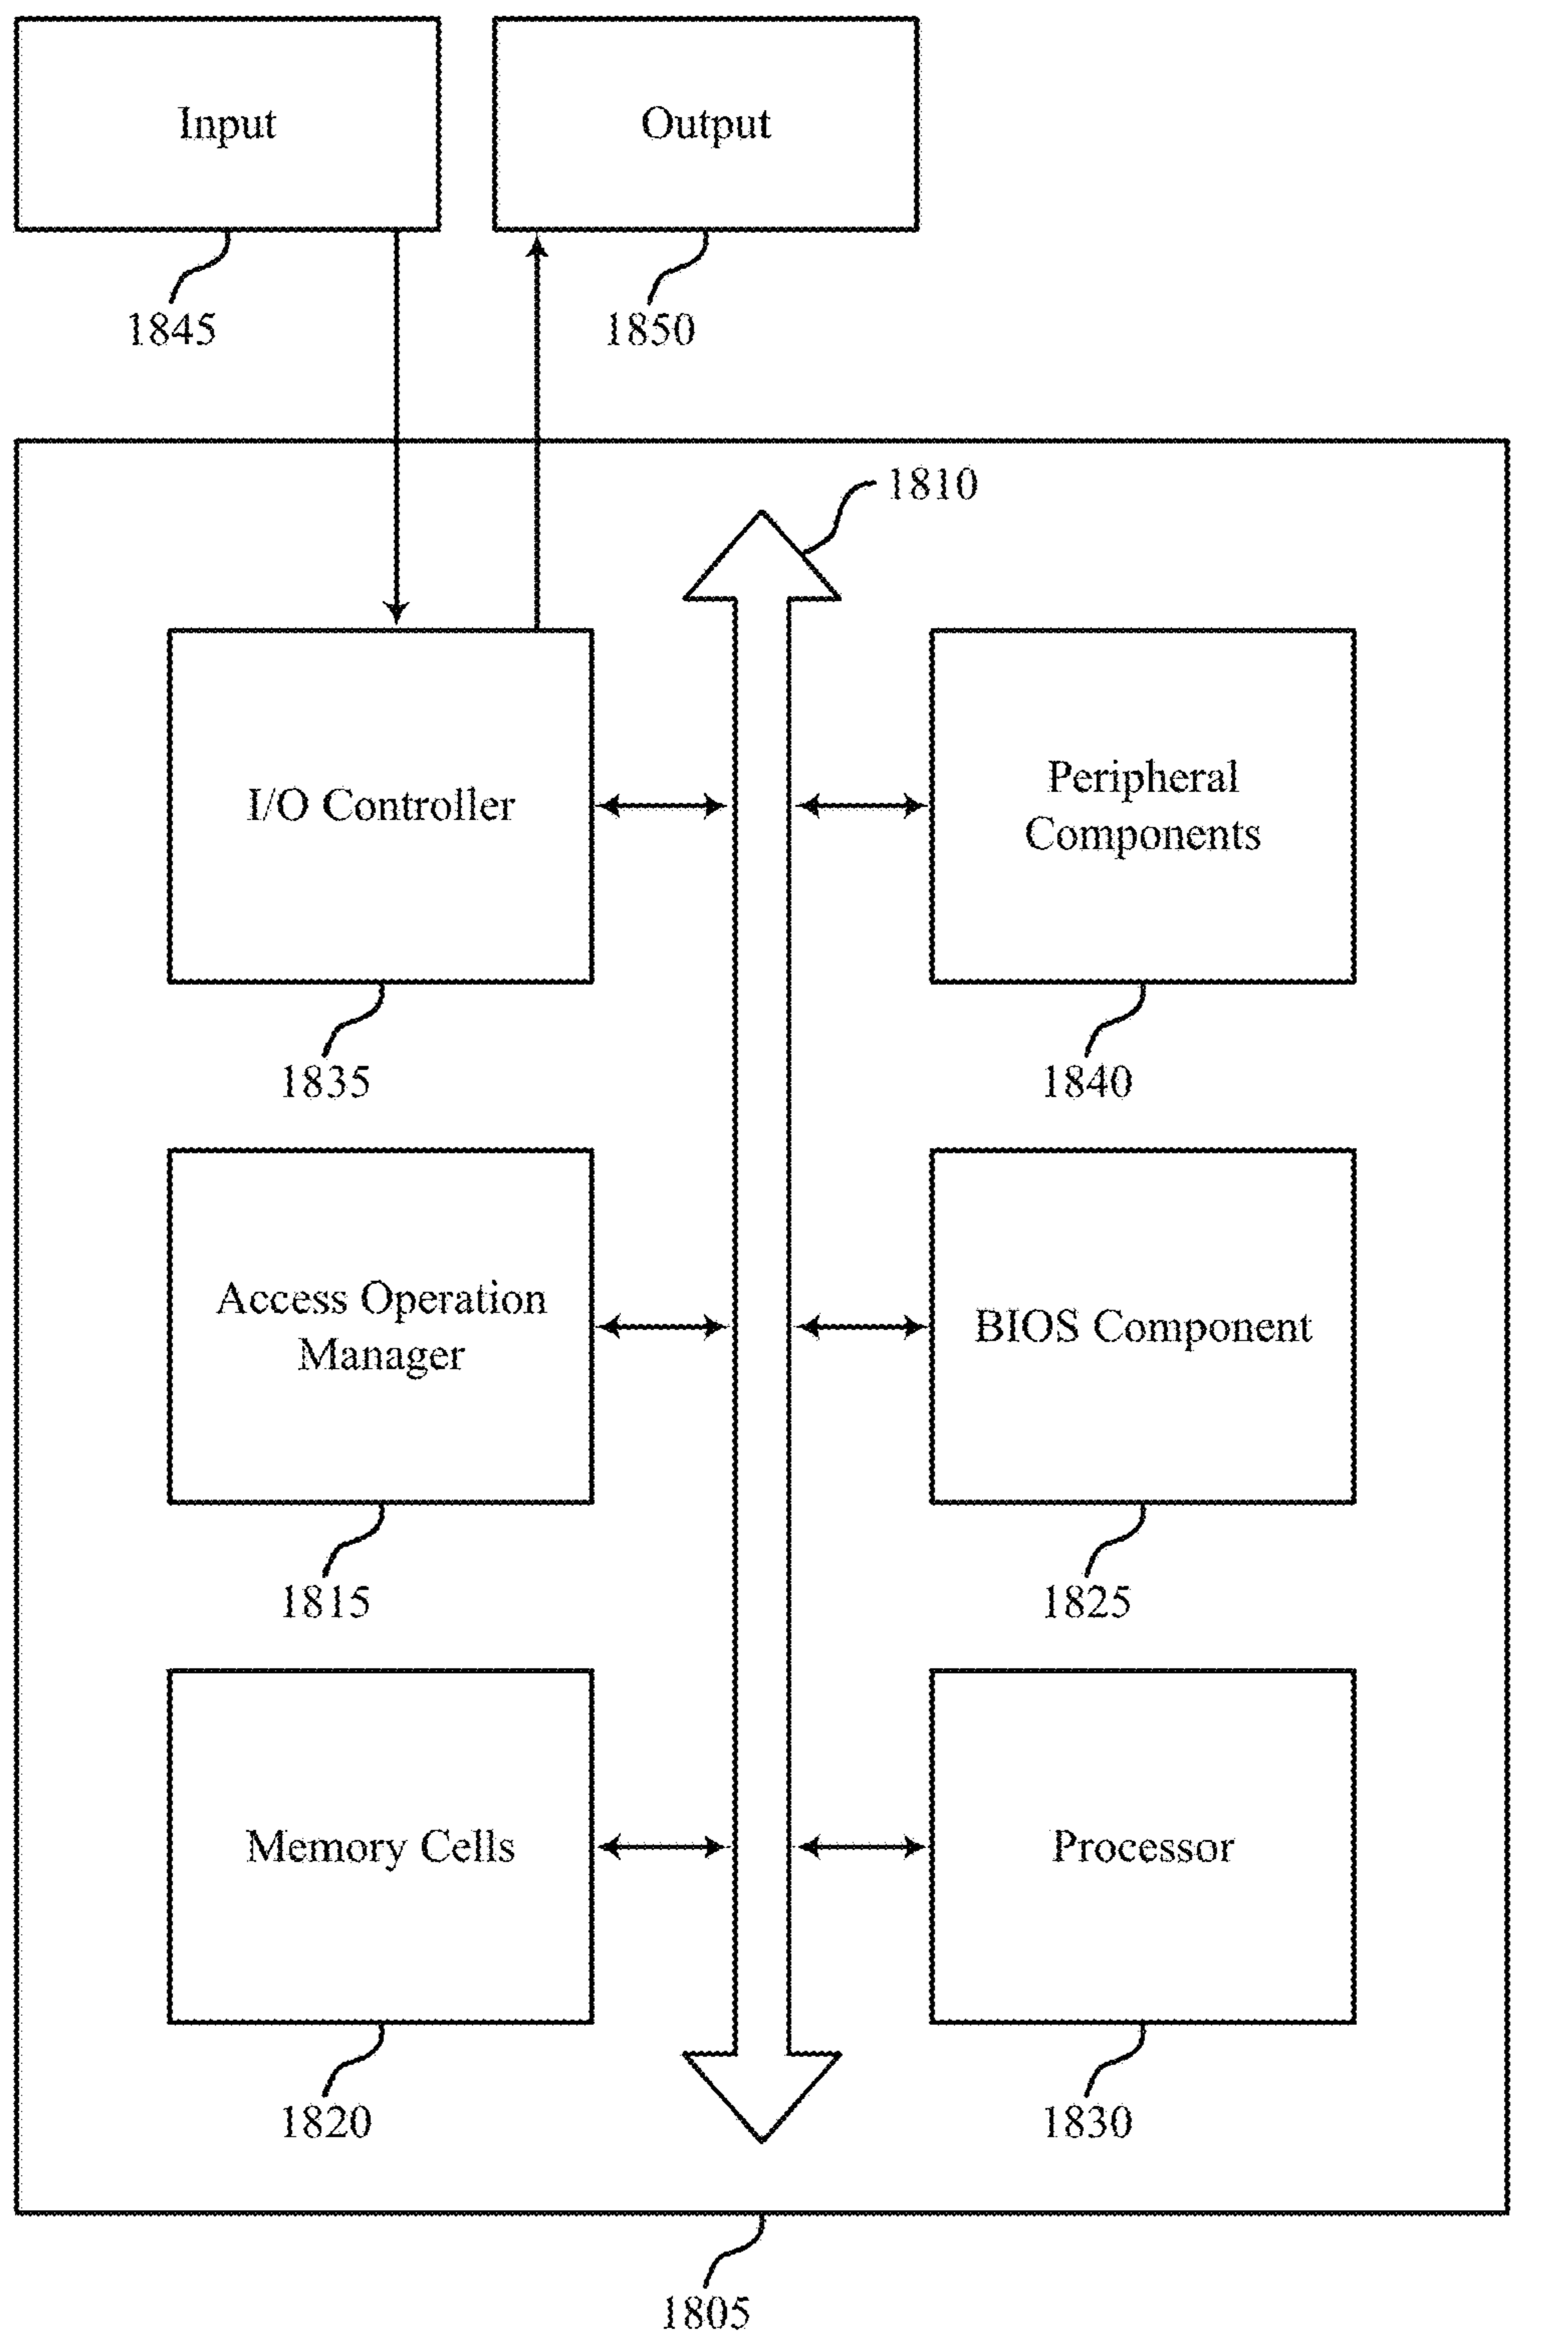 Input
Output
1845
1850
1810
I/O Controller
Peripheral
Components
1835
1840
Access Operation
Manager
BIOS Component
1815
1825
Memory Cells
Processor
1820
1830
1805